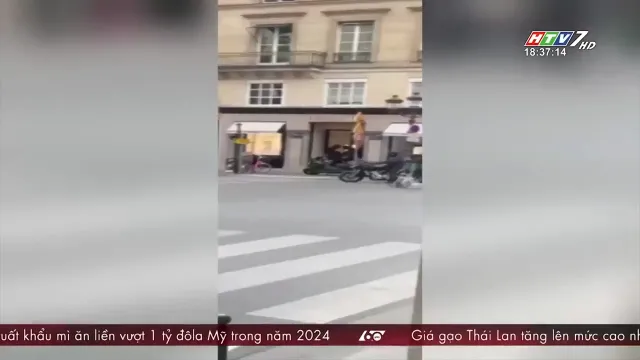 HTV7 HD
18:37:14
uất khẩu mì ăn liền vượt 1 tỷ đôla Mỹ trong năm 2024
60
Giá gạo Thái Lan tăng lên mức cao nh